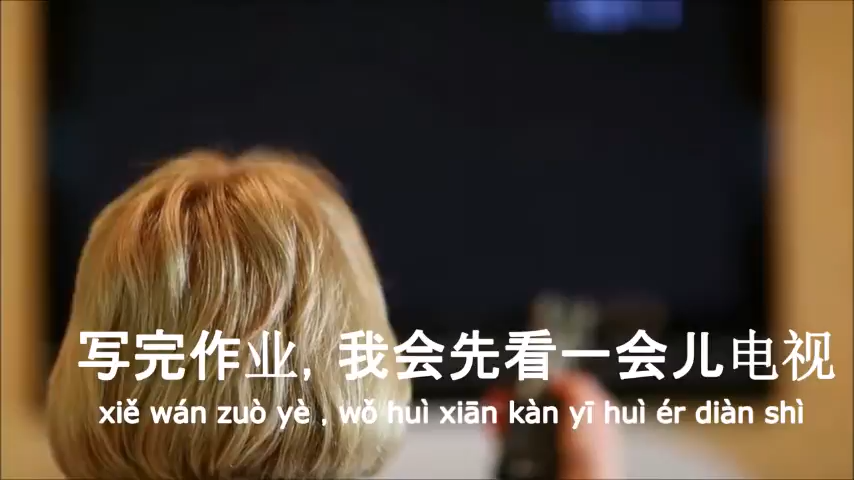 写完作业, 我会先看一会儿电视
xiě wán zuò yè , wǒ huì xiān kàn yī huì ér diàn shì